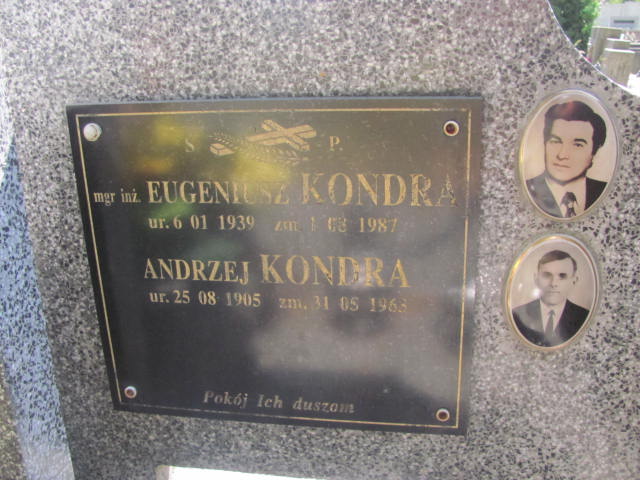 S. P.
mgr inż. EUGENIUSZ KONDRA
ur. 6 01 1939 zm. 1 08 1987
ANDRZEJ KONDRA
ur. 25 08 1905 zm. 31 05 1963
Pokój Ich duszom